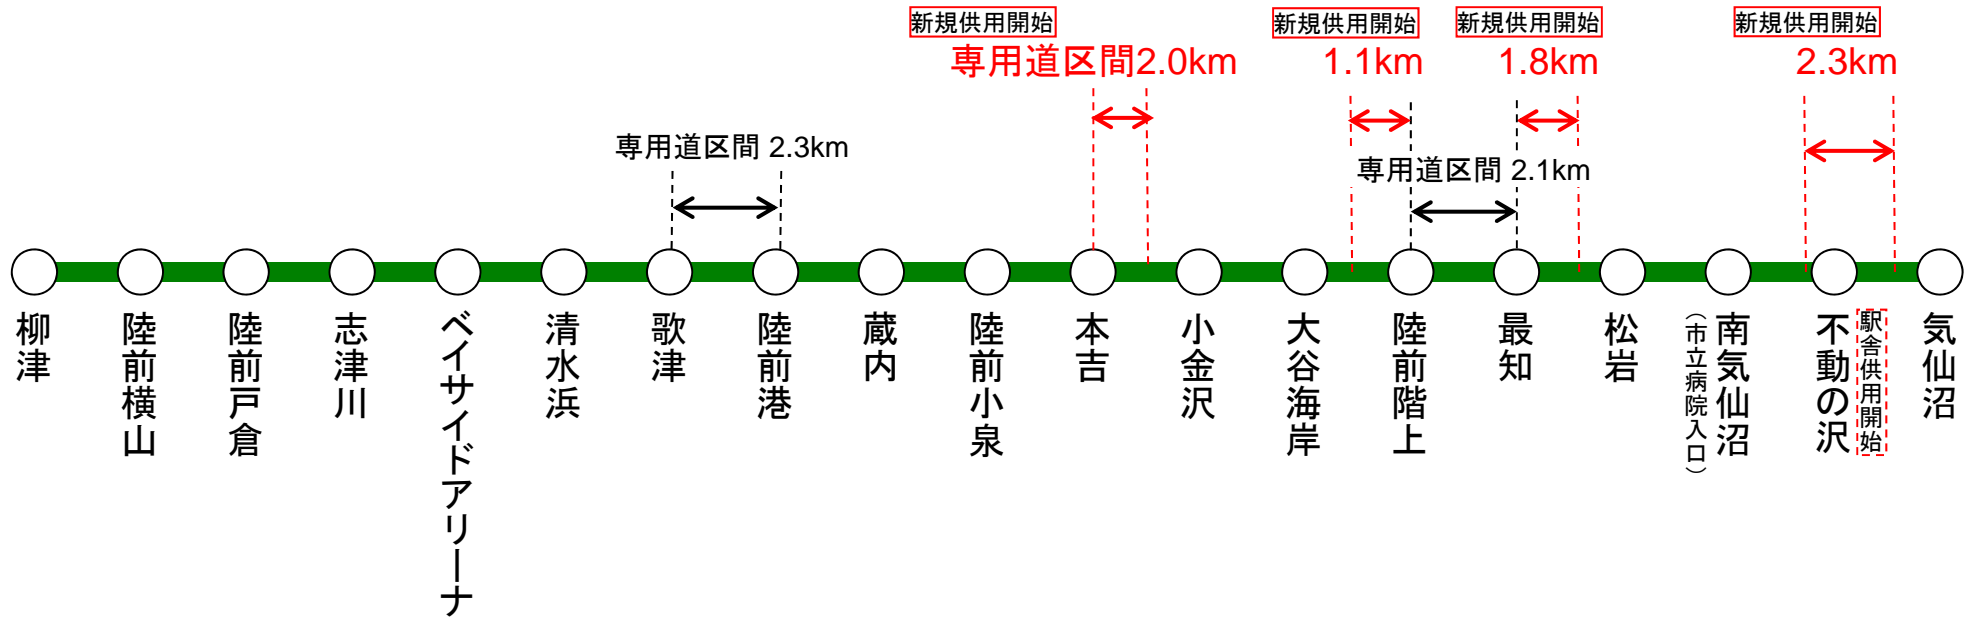 新規供用開始
新規供用開始
新規供用開始
新規供用開始
専用道区間2.0km
1.1km
1.8km
2.3km
専用道区間 2.3km
専用道区間 2.1km
柳津
陸前横山
陸前戸倉
志津川
ベイサイドアリーナ
清水浜
歌津
陸前港
蔵内
陸前小泉
本吉
小金沢
大谷海岸
陸前階上
最知
松岩
南気仙沼
（市立病院入口）
不動の沢
駅舎供用開始
気仙沼